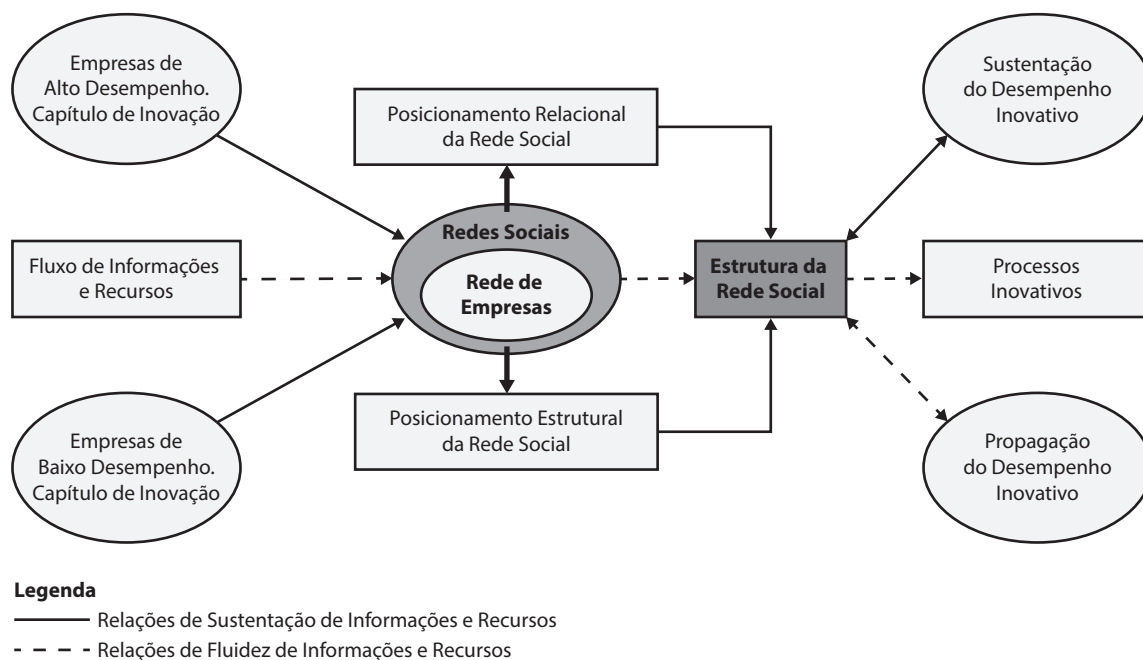 Empresas de
Alto Desempenho.
Capítulo de Inovação
Posicionamento Relacional
da Rede Social
Sustentação
do Desempenho
Inovativo
Fluxo de Informações
e Recursos
Redes Sociais
Rede de
Empresas
Estrutura da
Rede Social
Processos
Inovativos
Empresas de
Baixo Desempenho.
Capítulo de Inovação
Posicionamento Estrutural
da Rede Social
Propagação
do Desempenho
Inovativo
Legenda
Relações de Sustentação de Informações e Recursos
Relações de Fluidez de Informações e Recursos